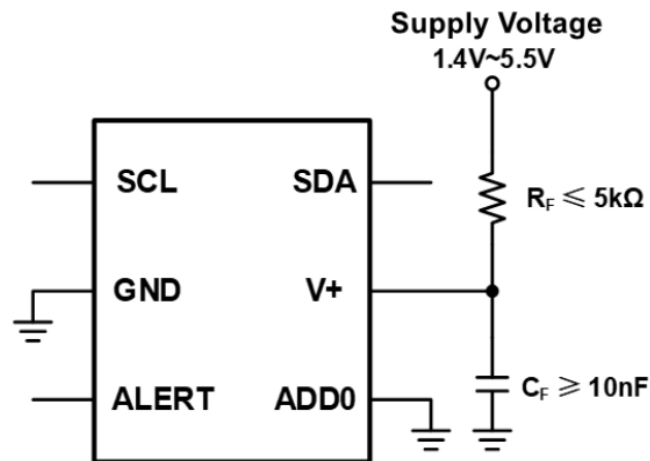 Supply Voltage
1.4V~5.5V
SCL
SDA
R_F ⩽ 5kΩ
GND
V+
ALERT
ADD0
C_F ⩾ 10nF